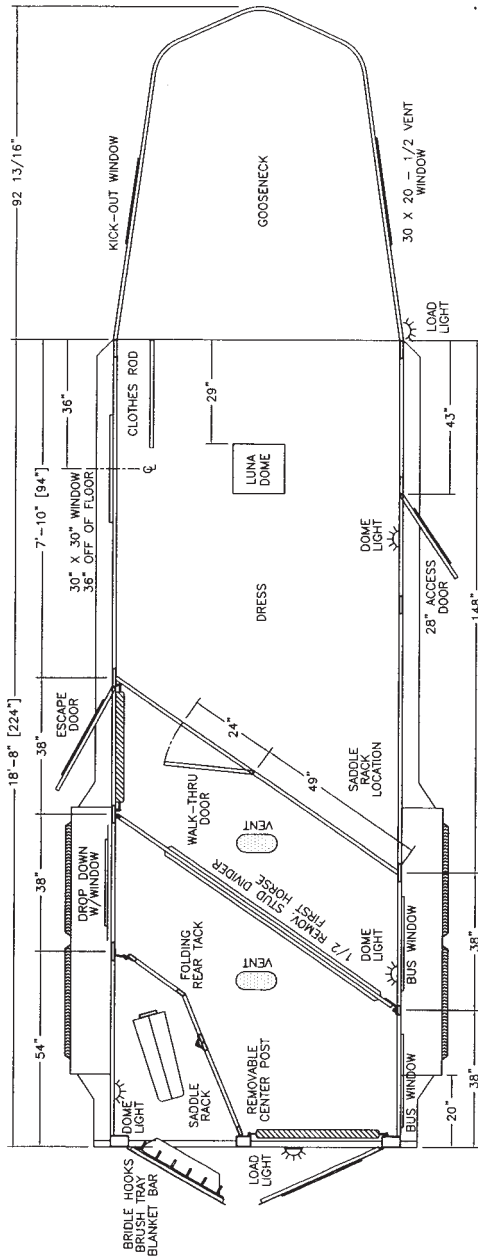 92 13/16"
KICK-OUT WINDOW
GOOSENECK
30 X 20 - 1/2 VENT
WINDOW
LOAD
LIGHT
18'-8" [224"]
7'-10" [94"]
36"
30" X 30" WINDOW
36" OFF OF FLOOR
℄
CLOTHES ROD
29"
LUNA
DOME
DRESS
DOME
LIGHT
43"
28" ACCESS
DOOR
148"
ESCAPE
DOOR
38"
24"
WALK-THRU
DOOR
49"
SADDLE
RACK
LOCATION
VENT
1/2 REMOV. STUD DIVIDER
FIRST HORSE
38"
DROP DOWN
W/WINDOW
DOME
LIGHT
BUS WINDOW
38"
FOLDING
REAR TACK
VENT
54"
DOME
LIGHT
SADDLE
RACK
REMOVABLE
CENTER POST
BUS WINDOW
38"
20"
BRIDLE HOOKS
BRUSH TRAY
BLANKET BAR
LOAD
LIGHT